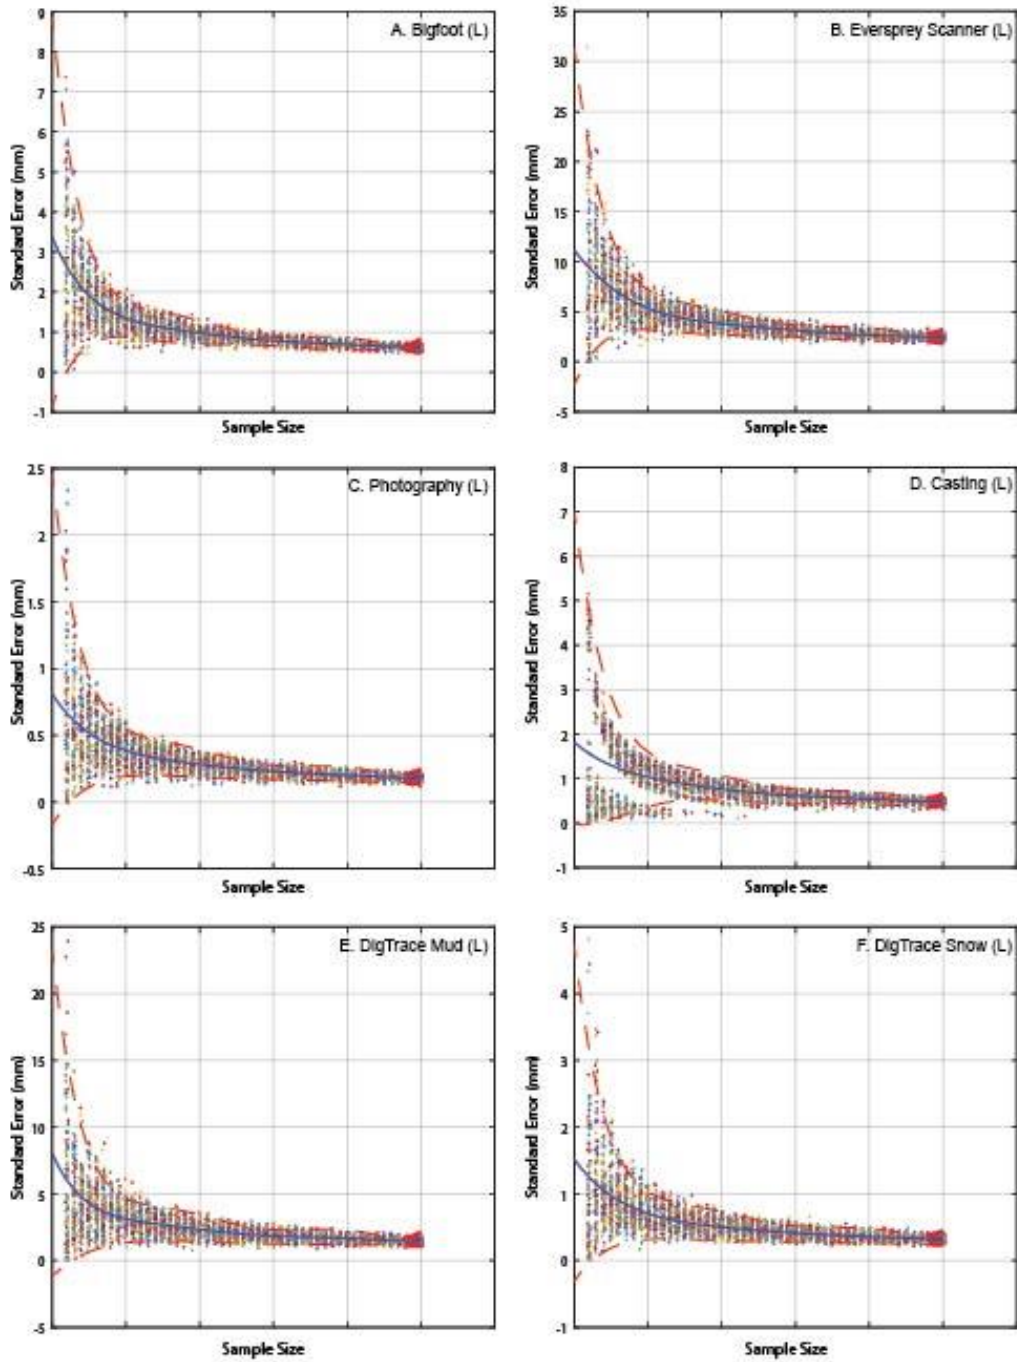 A. Bigfoot (L)
9
8
7
6
5
4
3
2
1
0
-1
Standard Error (mm)
Sample Size
B. Eversprey Scanner (L)
35
30
25
20
15
10
5
0
-5
Standard Error (mm)
Sample Size
C. Photography (L)
2.5
2
1.5
1
0.5
0
-0.5
Standard Error (mm)
Sample Size
D. Casting (L)
8
7
6
5
4
3
2
1
0
-1
Standard Error (mm)
Sample Size
E. DigTrace Mud (L)
25
20
15
10
5
0
-5
Standard Error (mm)
Sample Size
F. DigTrace Snow (L)
5
4
3
2
1
0
-1
Standard Error (mm)
Sample Size